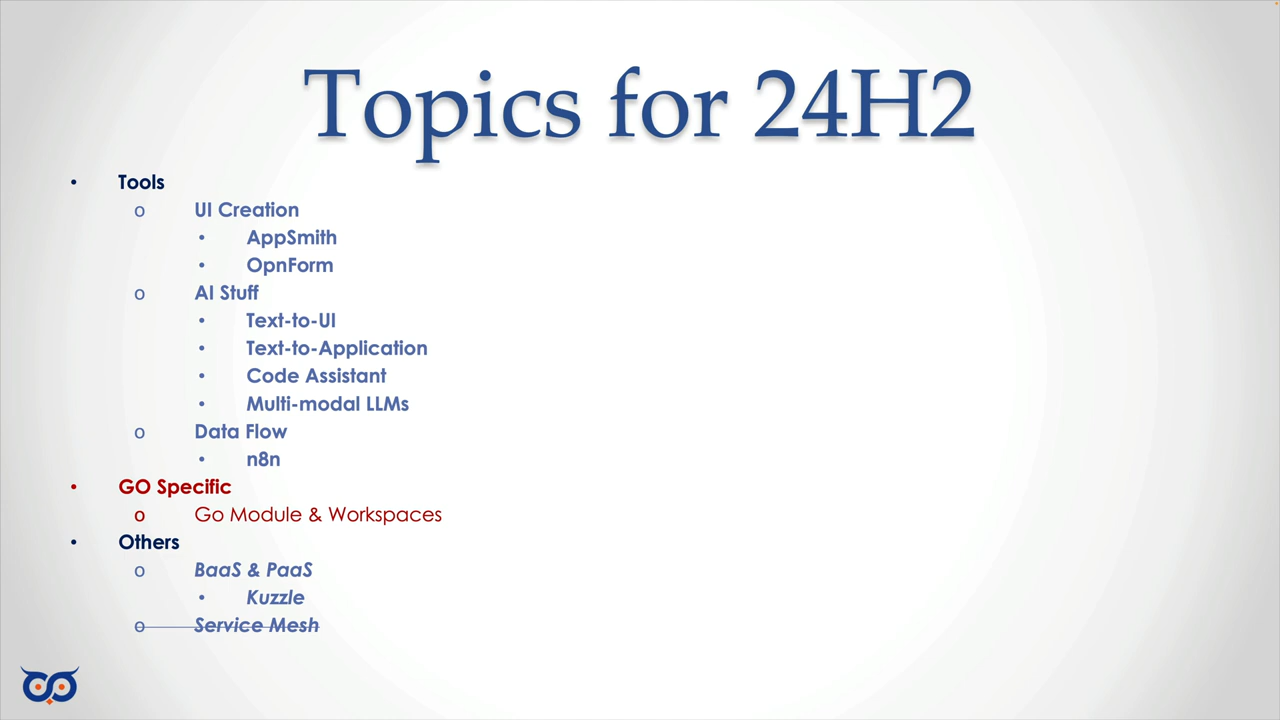 Topics for 24H2
• Tools
o UI Creation
• AppSmith
• OpnForm
o AI Stuff
• Text-to-UI
• Text-to-Application
• Code Assistant
• Multi-modal LLMs
o Data Flow
• n8n
• GO Specific
o Go Module & Workspaces
• Others
o BaaS & PaaS
• Kuzzle
o Service Mesh